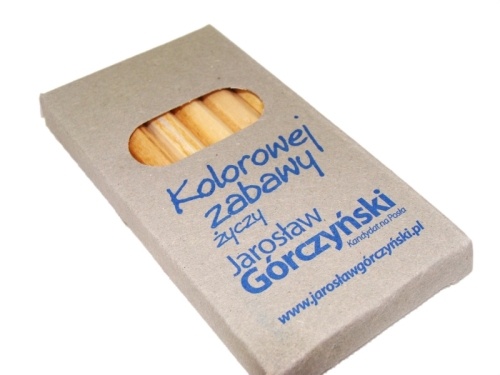 Kolorowej
zabawy
życzy
Jarosław
Górczyński
Kandydat na Posła
www.jarosławgórczyński.pl